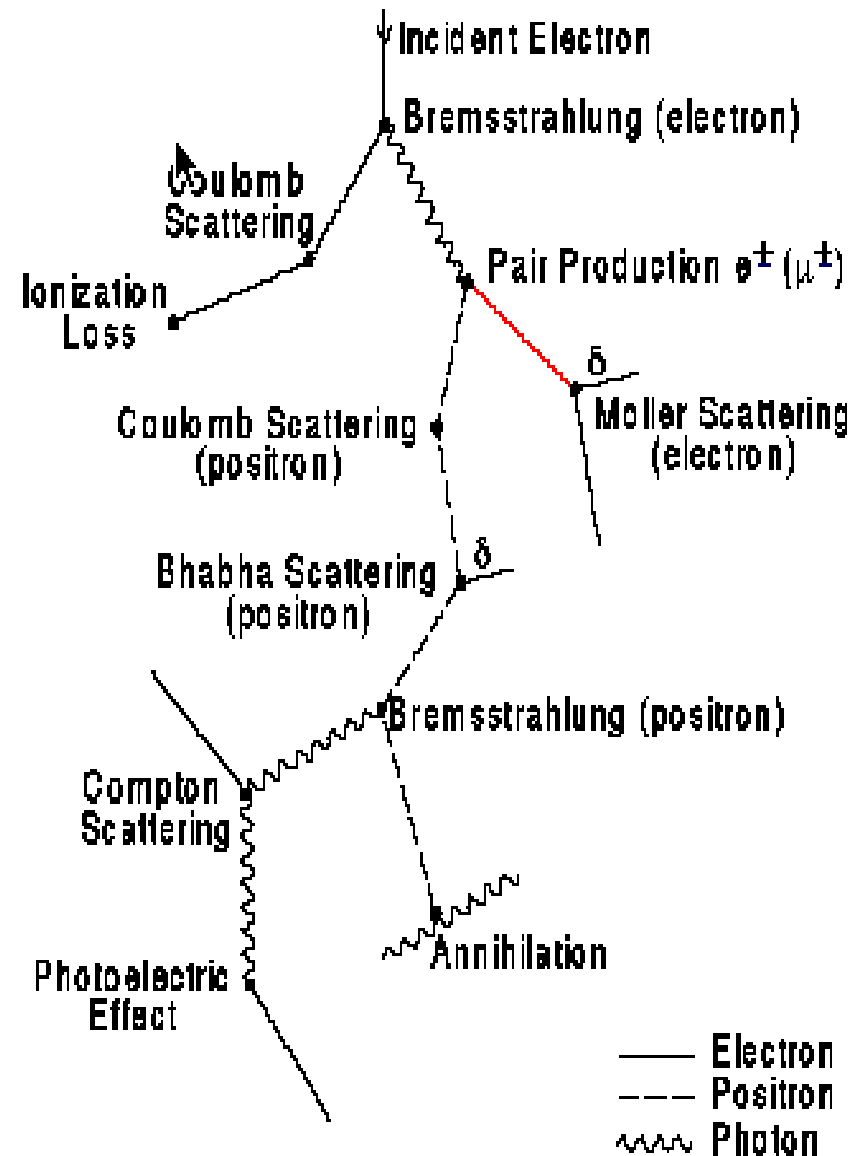 Incident Electron
Bremsstrahlung (electron)
Coulomb
Scattering
Pair Production e± (μ±)
Ionization
Loss
δ
Moller Scattering
(electron)
Coulomb Scattering
(positron)
δ
Bhabha Scattering
(positron)
Bremsstrahlung (positron)
Compton
Scattering
Annihilation
Photoelectric
Effect
Electron
Positron
Photon